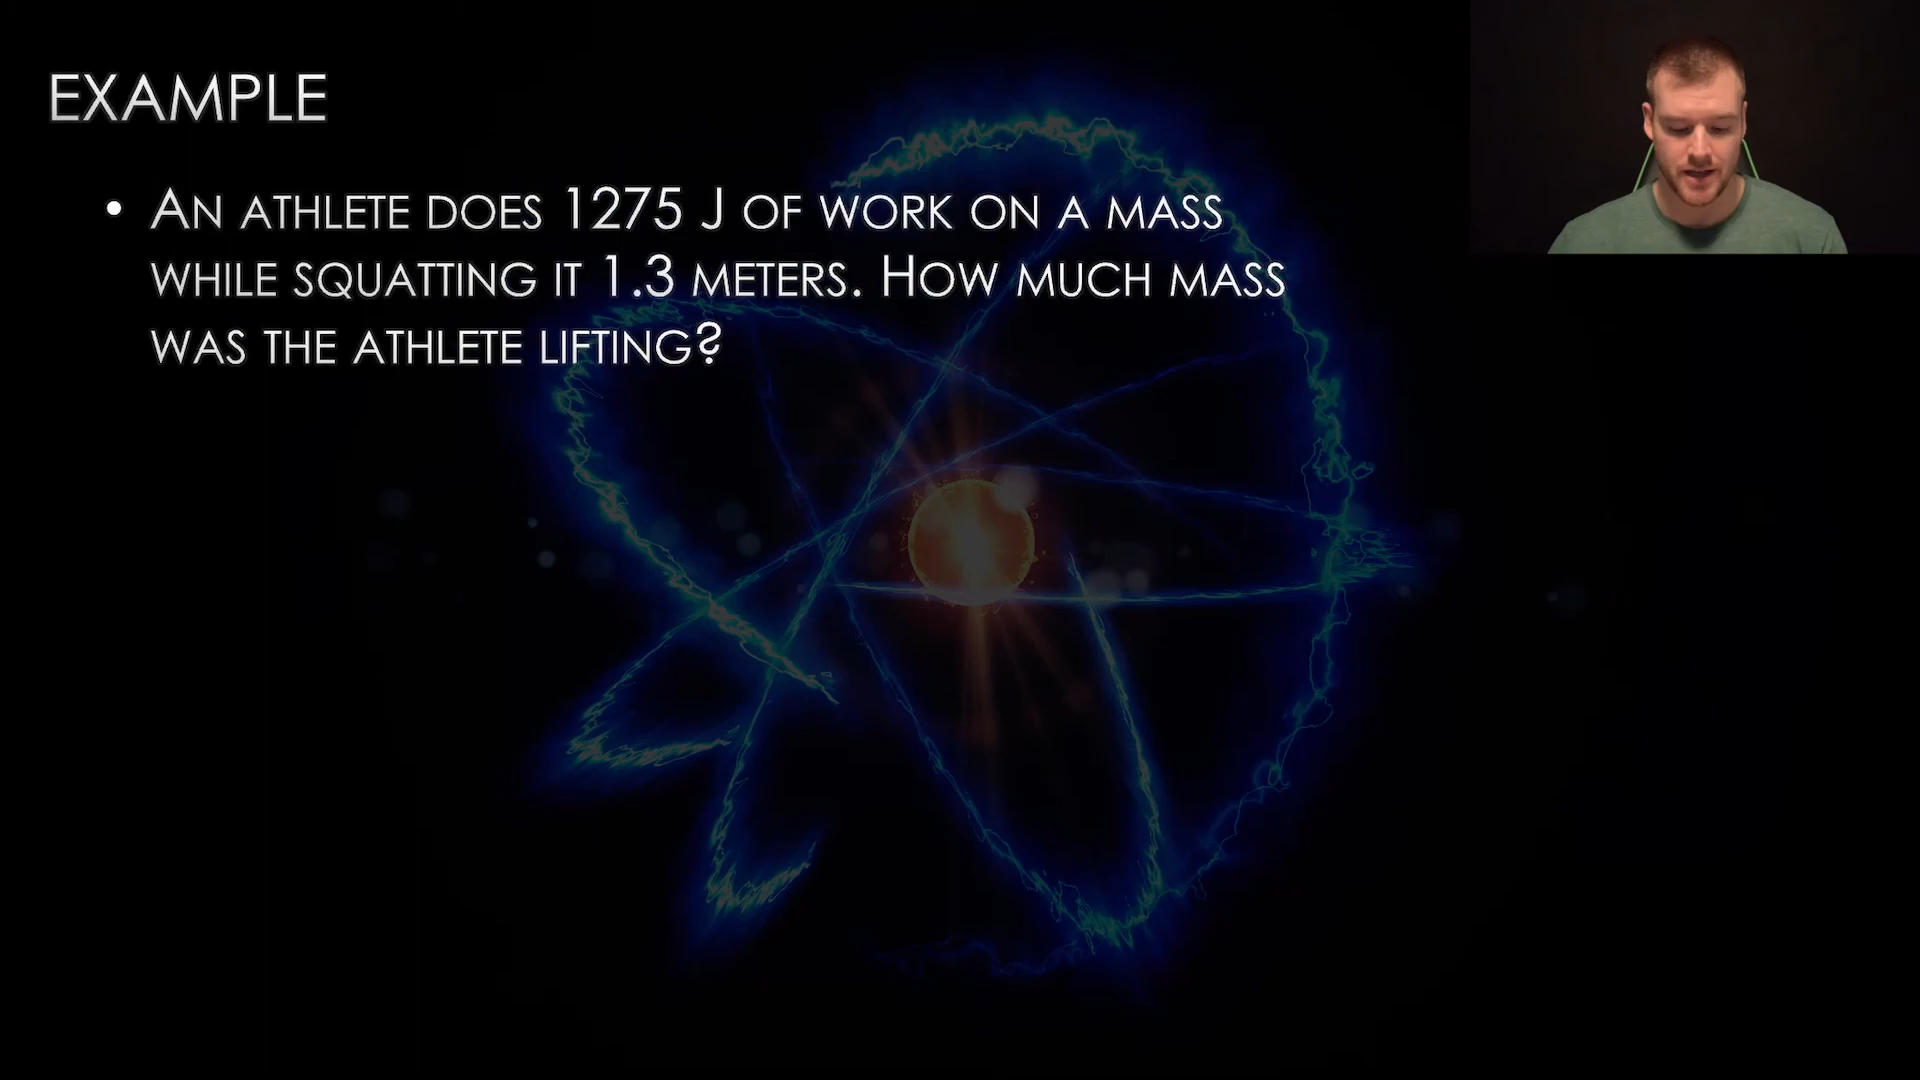 EXAMPLE
• AN ATHLETE DOES 1275 J OF WORK ON A MASS
WHILE SQUATTING IT 1.3 METERS. HOW MUCH MASS
WAS THE ATHLETE LIFTING?